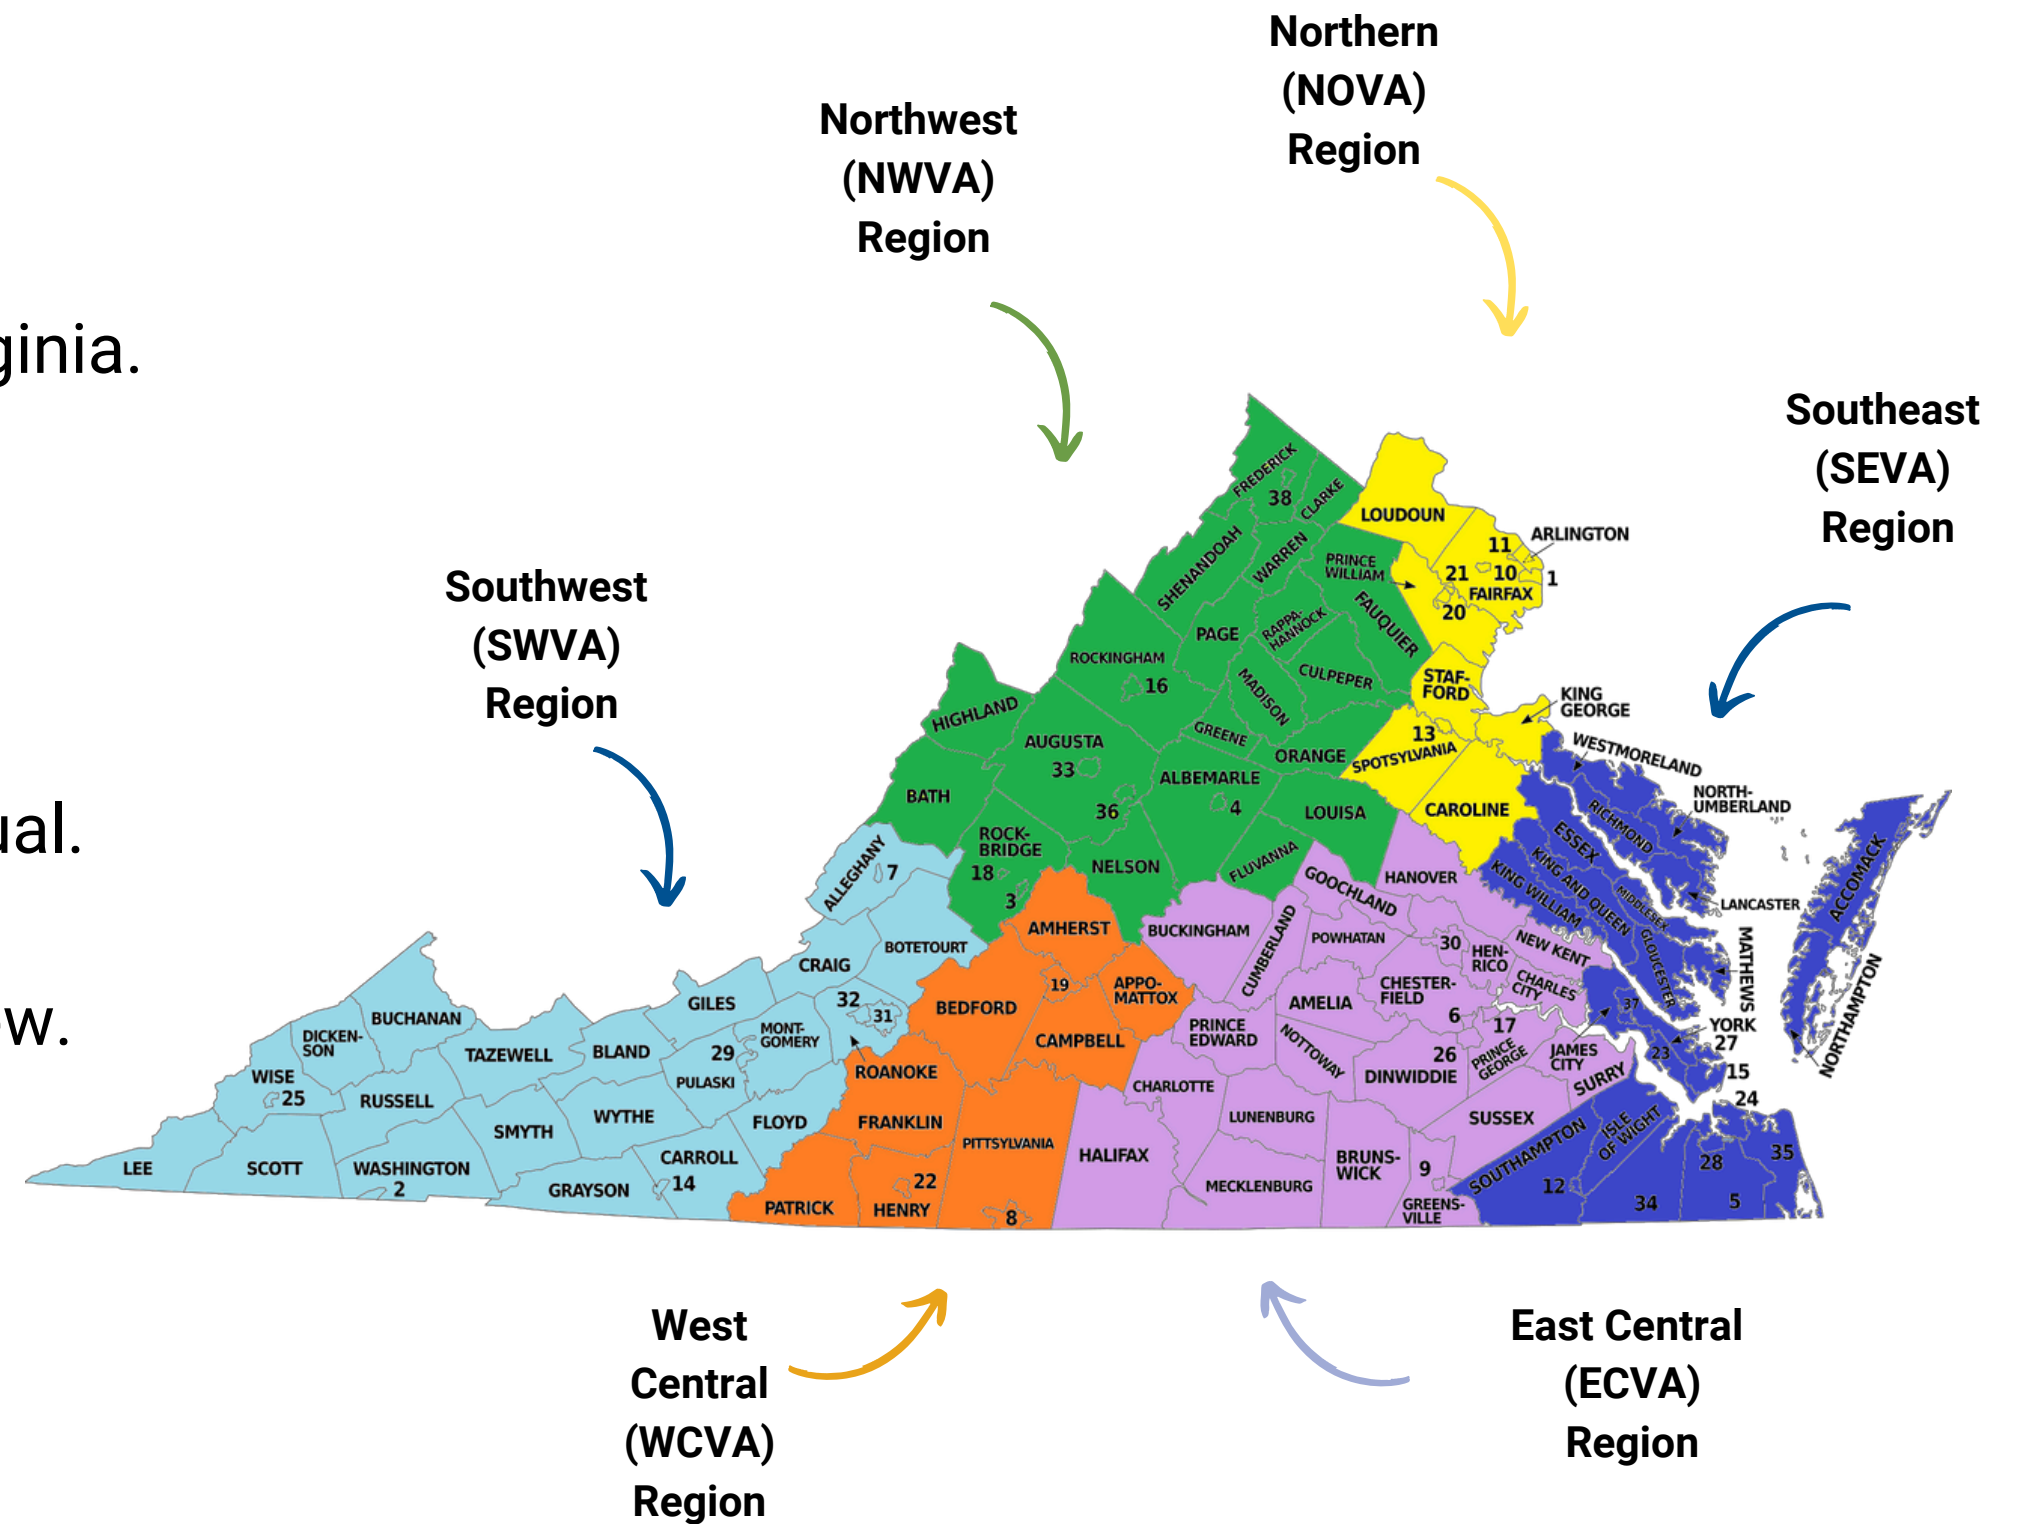 Northern
(NOVA)
Region
Northwest
(NWVA)
Region
ginia.
Southeast
(SEVA)
Region
Southwest
(SWVA)
Region
ual.
w.
FREDERICK
38
CLARKE
LOUDOUN
ARLINGTON
11
SHENANDOAH
WARREN
PRINCE
WILLIAM
21
10
1
FAIRFAX
20
FAUQUIER
PAGE
RAPPA-
HANNOCK
ROCKINGHAM
16
MADISON
CULPEPER
STAF-
FORD
KING
GEORGE
HIGHLAND
AUGUSTA
33
GREENE
ORANGE
13
SPOTSYLVANIA
WESTMORELAND
BATH
ALBEMARLE
4
36
LOUISA
CAROLINE
NORTH-
UMBERLAND
RICHMOND
ESSEX
ROCK-
BRIDGE
18
3
NELSON
FLUVANNA
ALLEGHANY
7
HANOVER
GOOCHLAND
KING AND QUEEN
KING WILLIAM
MIDDLESEX
LANCASTER
ACCOMACK
AMHERST
BUCKINGHAM
CUMBERLAND
POWHATAN
30
HEN-
RICO
NEW KENT
GLOUCESTER
MATHEWS
NORTHAMPTON
BOTETOURT
CRAIG
BEDFORD
19
APPO-
MATTOX
AMELIA
CHESTER-
FIELD
6
CHARLES
CITY
37
GILES
32
31
BUCHANAN
DICKEN-
SON
TAZEWELL
BLAND
29
MONT-
GOMERY
CAMPBELL
PRINCE
EDWARD
NOTTOWAY
26
17
PRINCE
GEORGE
JAMES
CITY
YORK
27
23
15
24
WISE
25
RUSSELL
PULASKI
ROANOKE
CHARLOTTE
DINWIDDIE
SURRY
SMYTH
WYTHE
FLOYD
FRANKLIN
PITTSYLVANIA
LUNENBURG
SUSSEX
LEE
SCOTT
WASHINGTON
2
GRAYSON
CARROLL
14
PATRICK
22
HENRY
8
HALIFAX
MECKLENBURG
BRUNS-
WICK
9
GREENS-
VILLE
SOUTHAMPTON
12
ISLE
OF WIGHT
34
28
5
35
West
Central
(WCVA)
Region
East Central
(ECVA)
Region